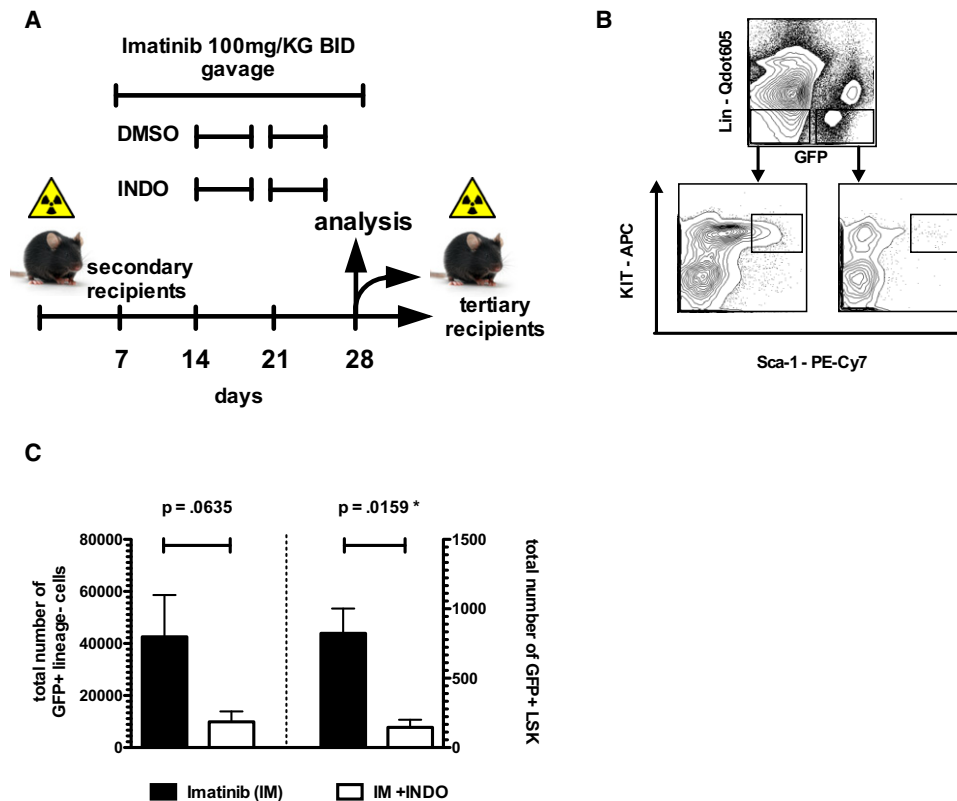 A
Imatinib 100mg/KG BID
gavage
DMSO
INDO
analysis
secondary
recipients
tertiary
recipients
7 14 21 28
days
B
Lin - Qdot605
GFP
KIT - APC
Sca-1 - PE-Cy7
C
p = .0635
p = .0159 *
total number of
GFP+ lineage- cells
80000
60000
40000
20000
0
1500
1000
500
0
total number of
GFP+ LSK
Imatinib (IM)
IM +INDO